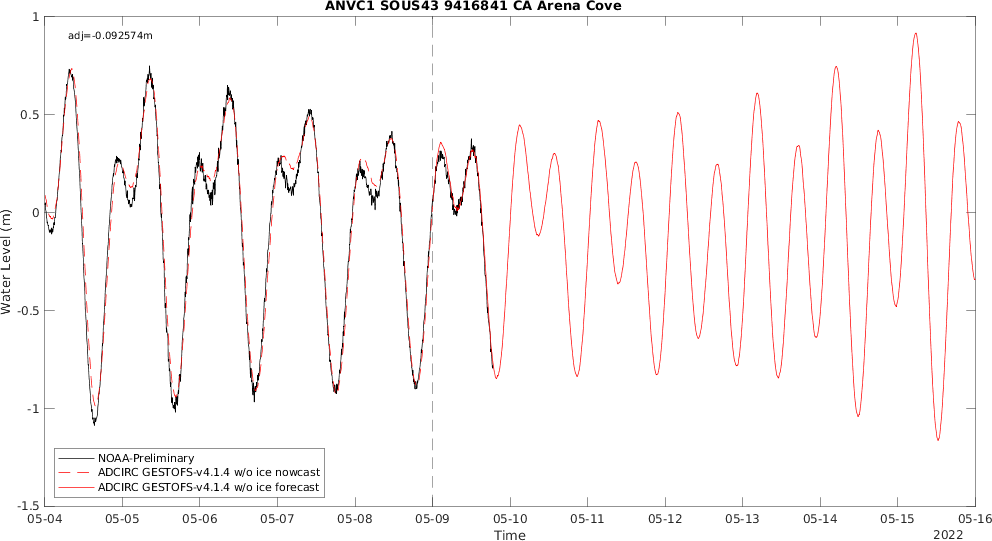 ANVC1 SOUS43 9416841 CA Arena Cove
adj=-0.092574m
1
0.5
0
-0.5
-1
-1.5
Water Level (m)
NOAA-Preliminary
ADCIRC GESTOFS-v4.1.4 w/o ice nowcast
ADCIRC GESTOFS-v4.1.4 w/o ice forecast
05-04 05-05 05-06 05-07 05-08 05-09 05-10 05-11 05-12 05-13 05-14 05-15 05-16
Time
2022